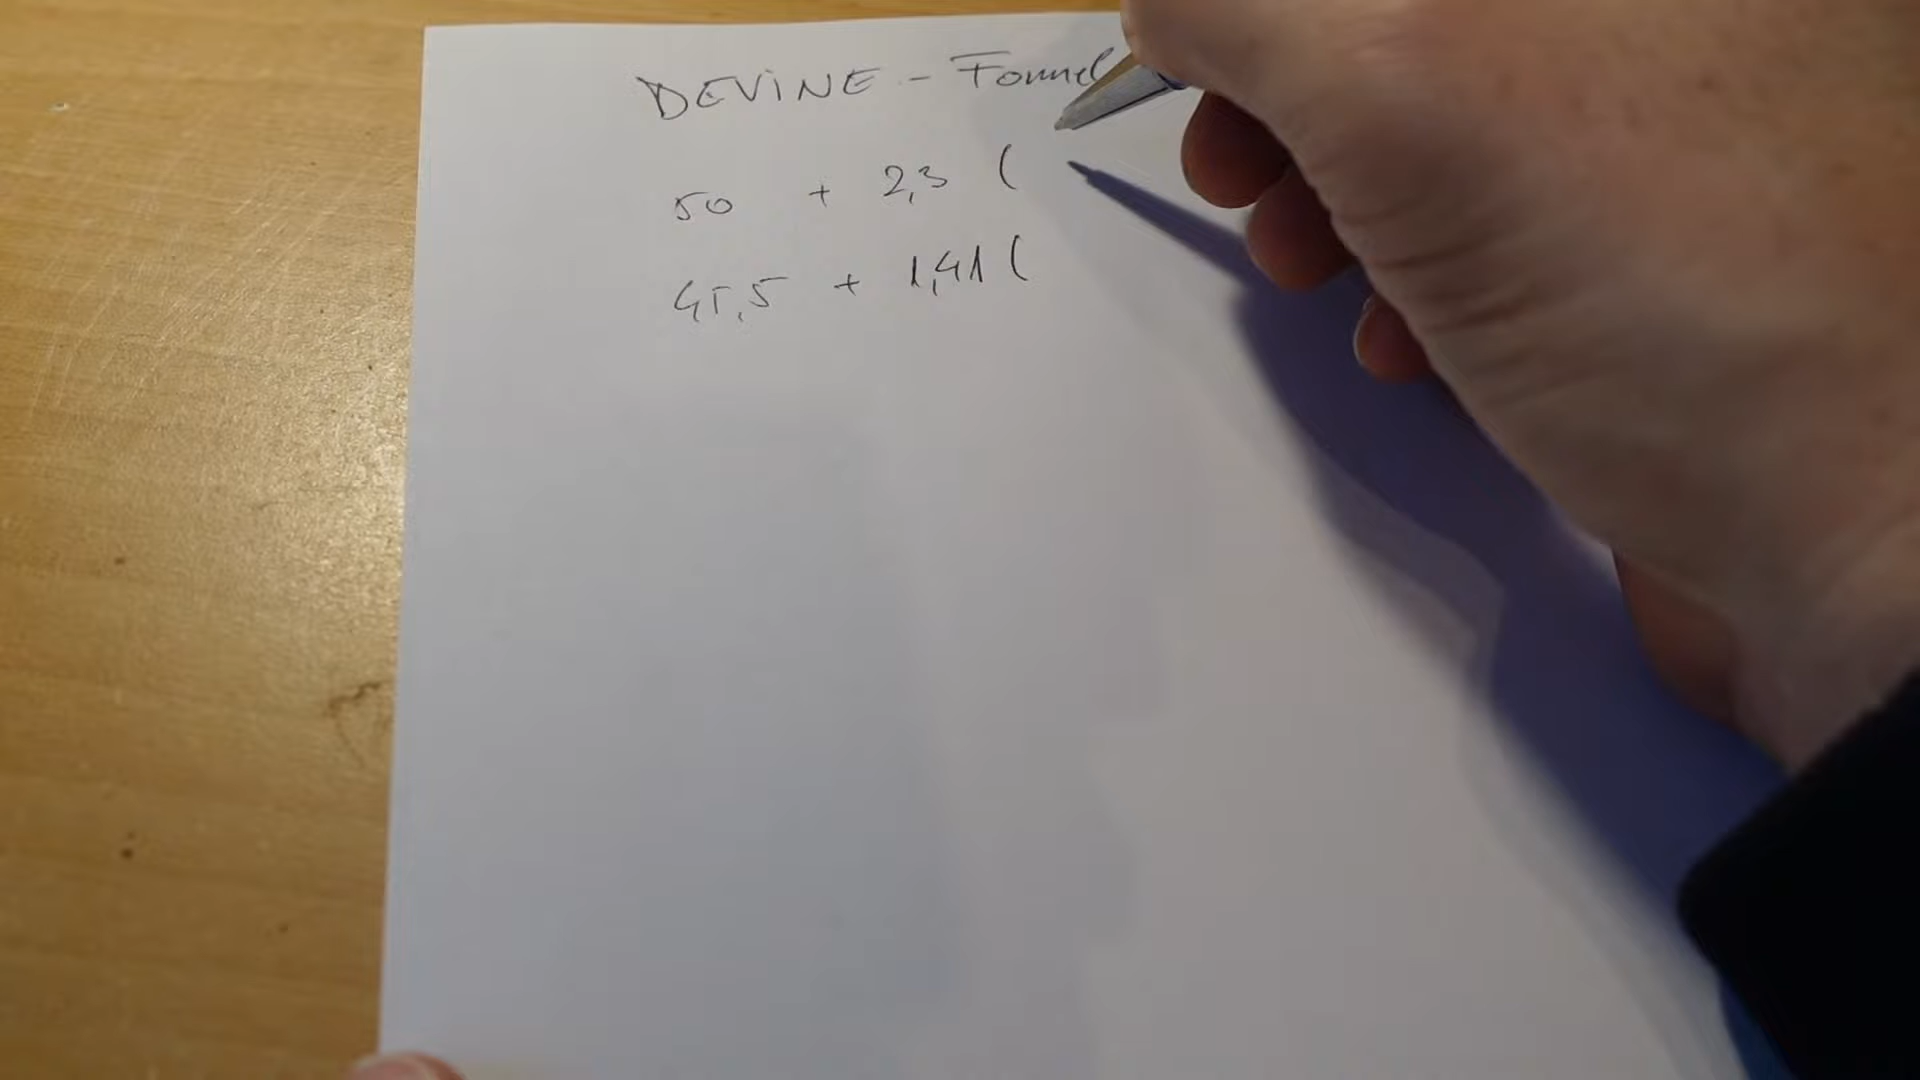 DEVINE - Formel
50 + 2,3 (
45,5 + 1,41 (